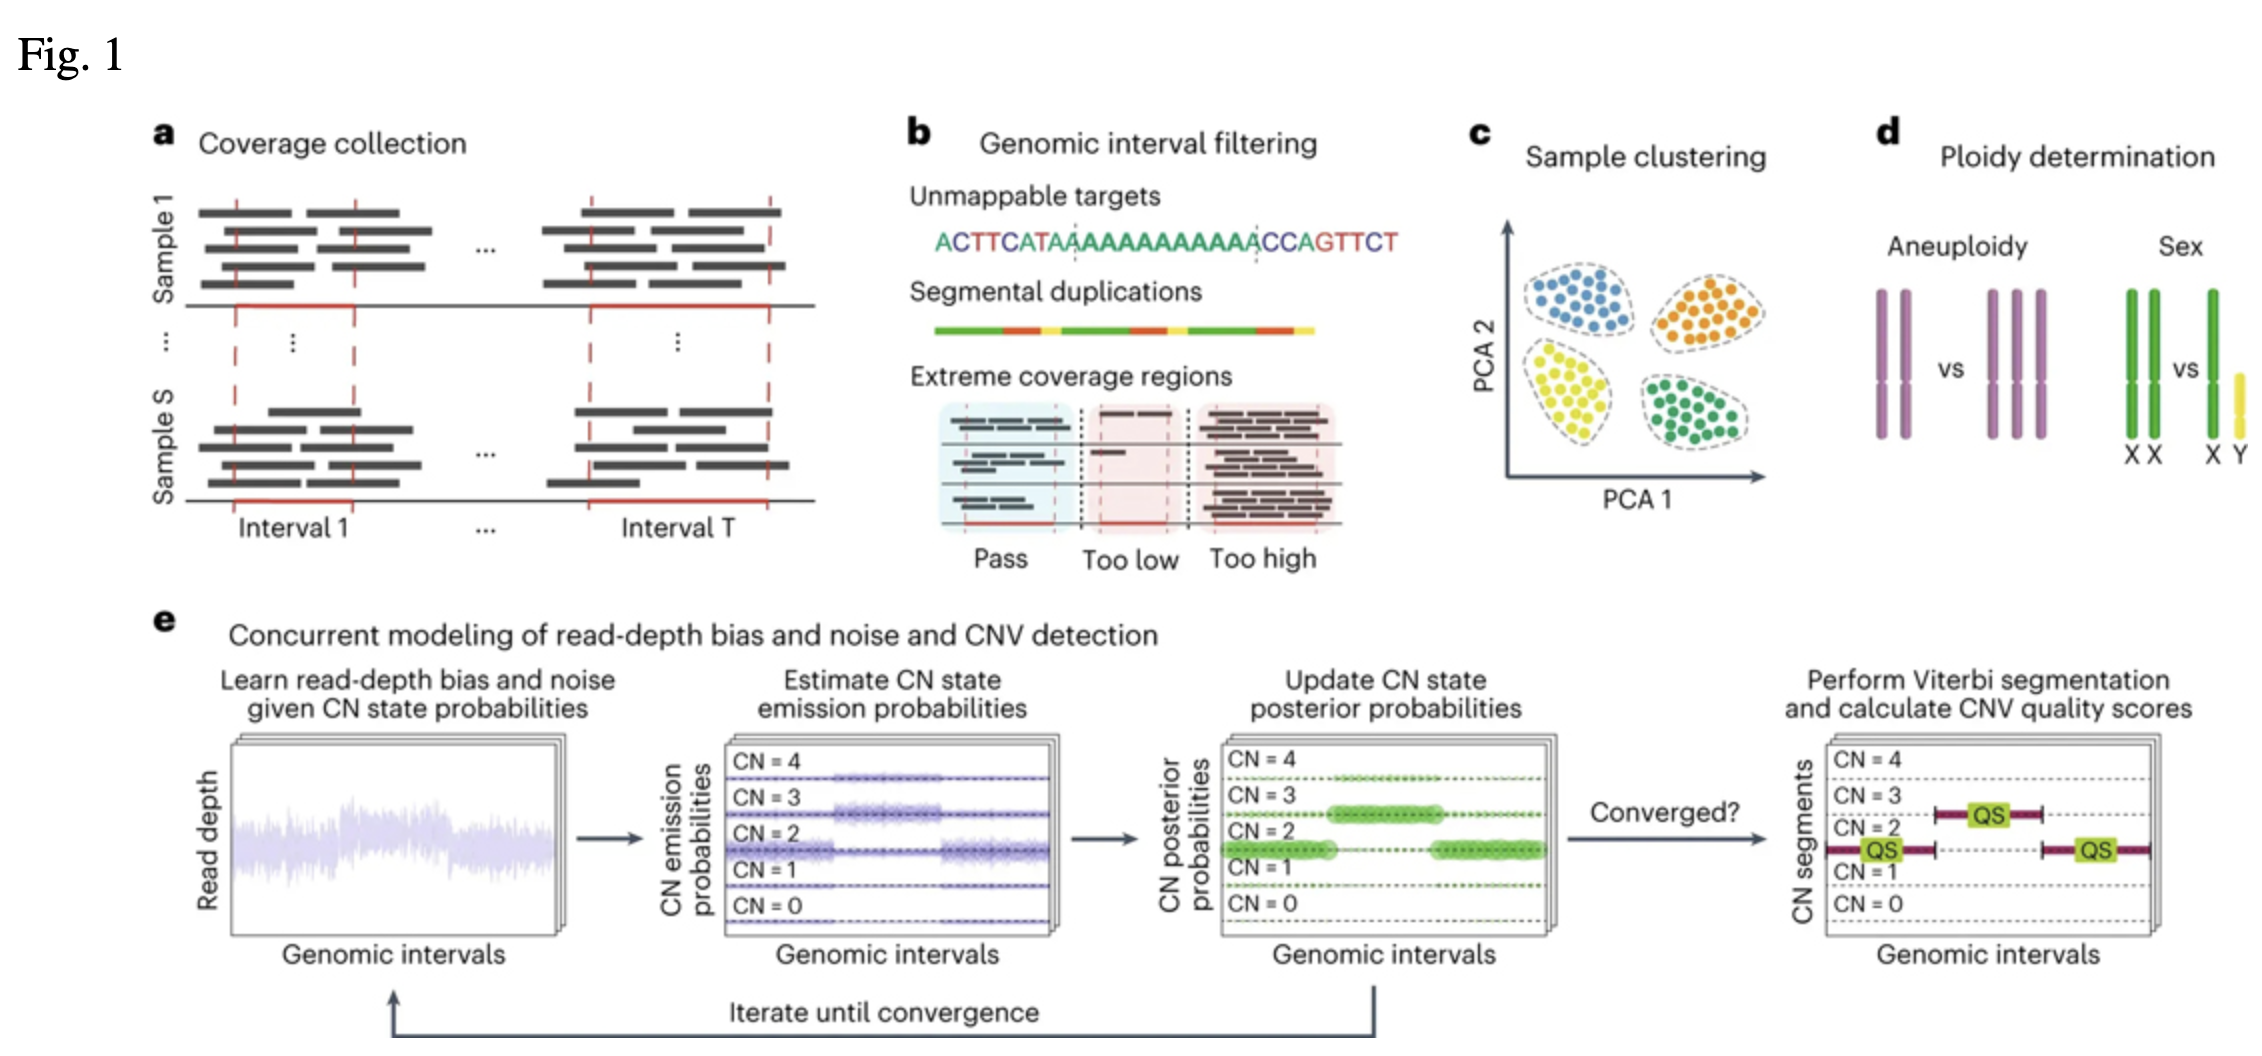 Fig. 1
a Coverage collection
Sample 1
...
Sample S
...
...
...
...
Interval 1 ... Interval T
b Genomic interval filtering
Unmappable targets
ACTTCATAAAAAAAAAAAAACCAGTTCT
Segmental duplications
Extreme coverage regions
Pass Too low Too high
c Sample clustering
PCA 2
PCA 1
d Ploidy determination
Aneuploidy Sex
vs vs
X X X Y
e Concurrent modeling of read-depth bias and noise and CNV detection
Learn read-depth bias and noise
given CN state probabilities
Read depth
Genomic intervals
Estimate CN state
emission probabilities
CN emission
probabilities
CN = 4
CN = 3
CN = 2
CN = 1
CN = 0
Genomic intervals
Update CN state
posterior probabilities
CN posterior
probabilities
CN = 4
CN = 3
CN = 2
CN = 1
CN = 0
Genomic intervals
Converged?
Perform Viterbi segmentation
and calculate CNV quality scores
CN segments
CN = 4
CN = 3
QS
CN = 2
QS QS
CN = 1
CN = 0
Genomic intervals
Iterate until convergence